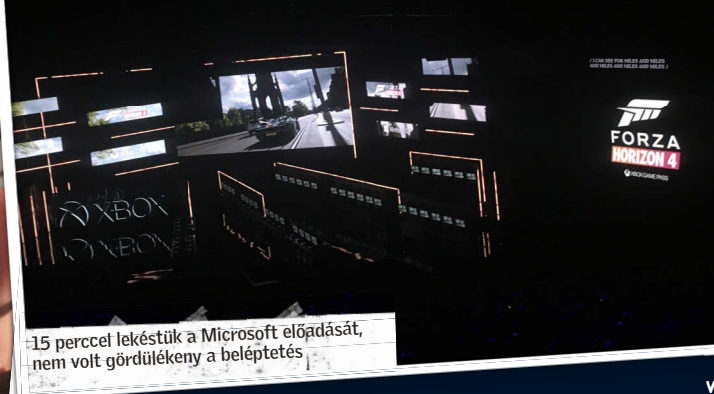 ♪ I CAN SEE FOR MILES AND MILES
AND MILES AND MILES AND MILES ♪
FORZA
HORIZON 4
XBOX GAME PASS
XBOX
XBOX
15 perccel lekéstük a Microsoft előadását,
nem volt gördülékeny a beléptetés